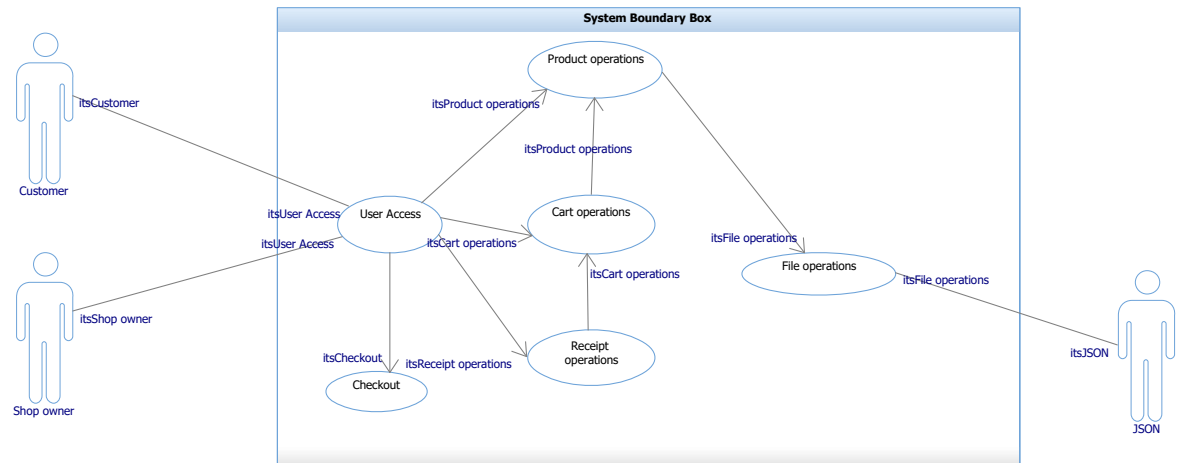 System Boundary Box
Product operations
itsCustomer
itsProduct operations
itsProduct operations
Customer
itsUser Access
User Access
Cart operations
itsUser Access
itsCart operations
itsFile operations
File operations
itsCart operations
itsFile operations
itsShop owner
Receipt
operations
itsCheckout
itsReceipt operations
itsJSON
Checkout
Shop owner
JSON